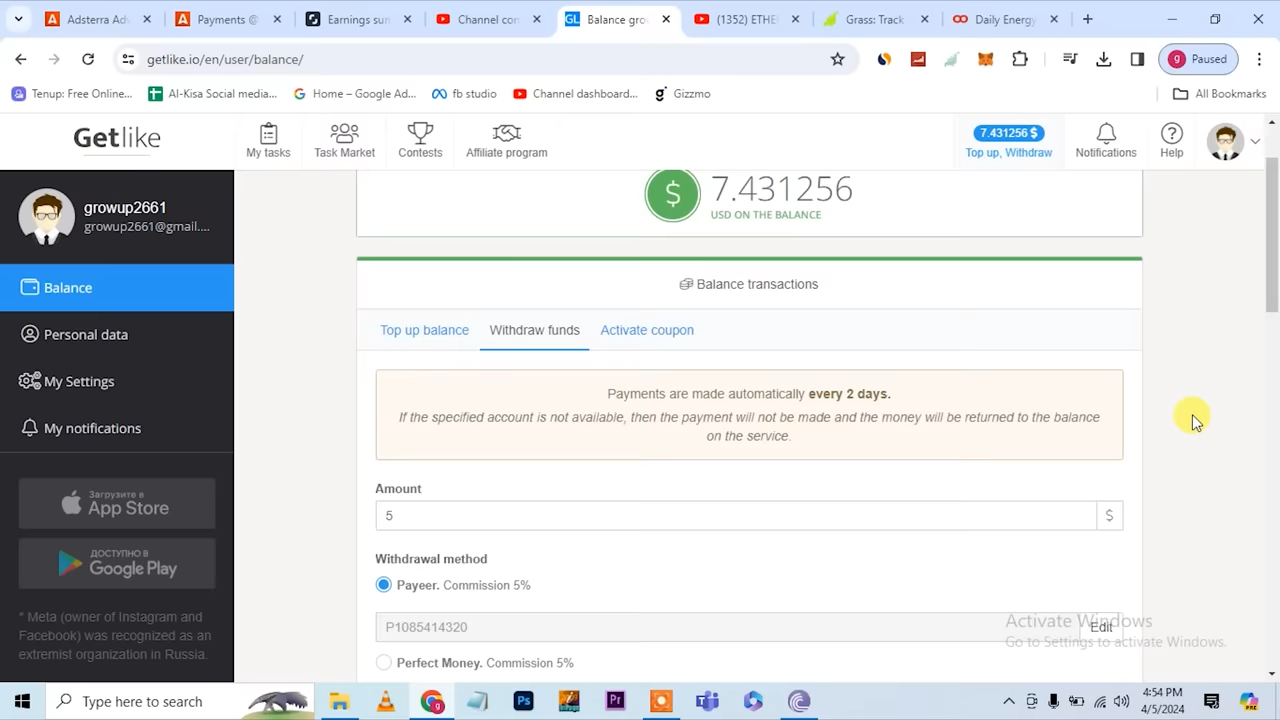 Adsterra Ad
Payments @
Earnings sur
Channel con
Balance gro
(1352) ETHE
Grass: Track
Daily Energy
getlike.io/en/user/balance/
g Paused
Tenup: Free Online...
Al-Kisa Social media...
Home – Google Ad...
fb studio
Channel dashboard...
Gizmmo
All Bookmarks
Getlike
My tasks
Task Market
Contests
Affiliate program
7.431256 $
Top up, Withdraw
Notifications
Help
growup2661
growup2661@gmail....
Balance
Personal data
My Settings
My notifications
Загрузите в
App Store
ДОСТУПНО В
Google Play
* Meta (owner of Instagram and
Facebook) was recognized as an
extremist organization in Russia.
$ 7.431256
USD ON THE BALANCE
Balance transactions
Top up balance
Withdraw funds
Activate coupon
Payments are made automatically every 2 days.
If the specified account is not available, then the payment will not be made and the money will be returned to the balance
on the service.
Amount
5
$
Withdrawal method
Payeer. Commission 5%
P1085414320
Edit
Perfect Money. Commission 5%
Activate Windows
Go to Settings to activate Windows.
Type here to search
4:54 PM
4/5/2024